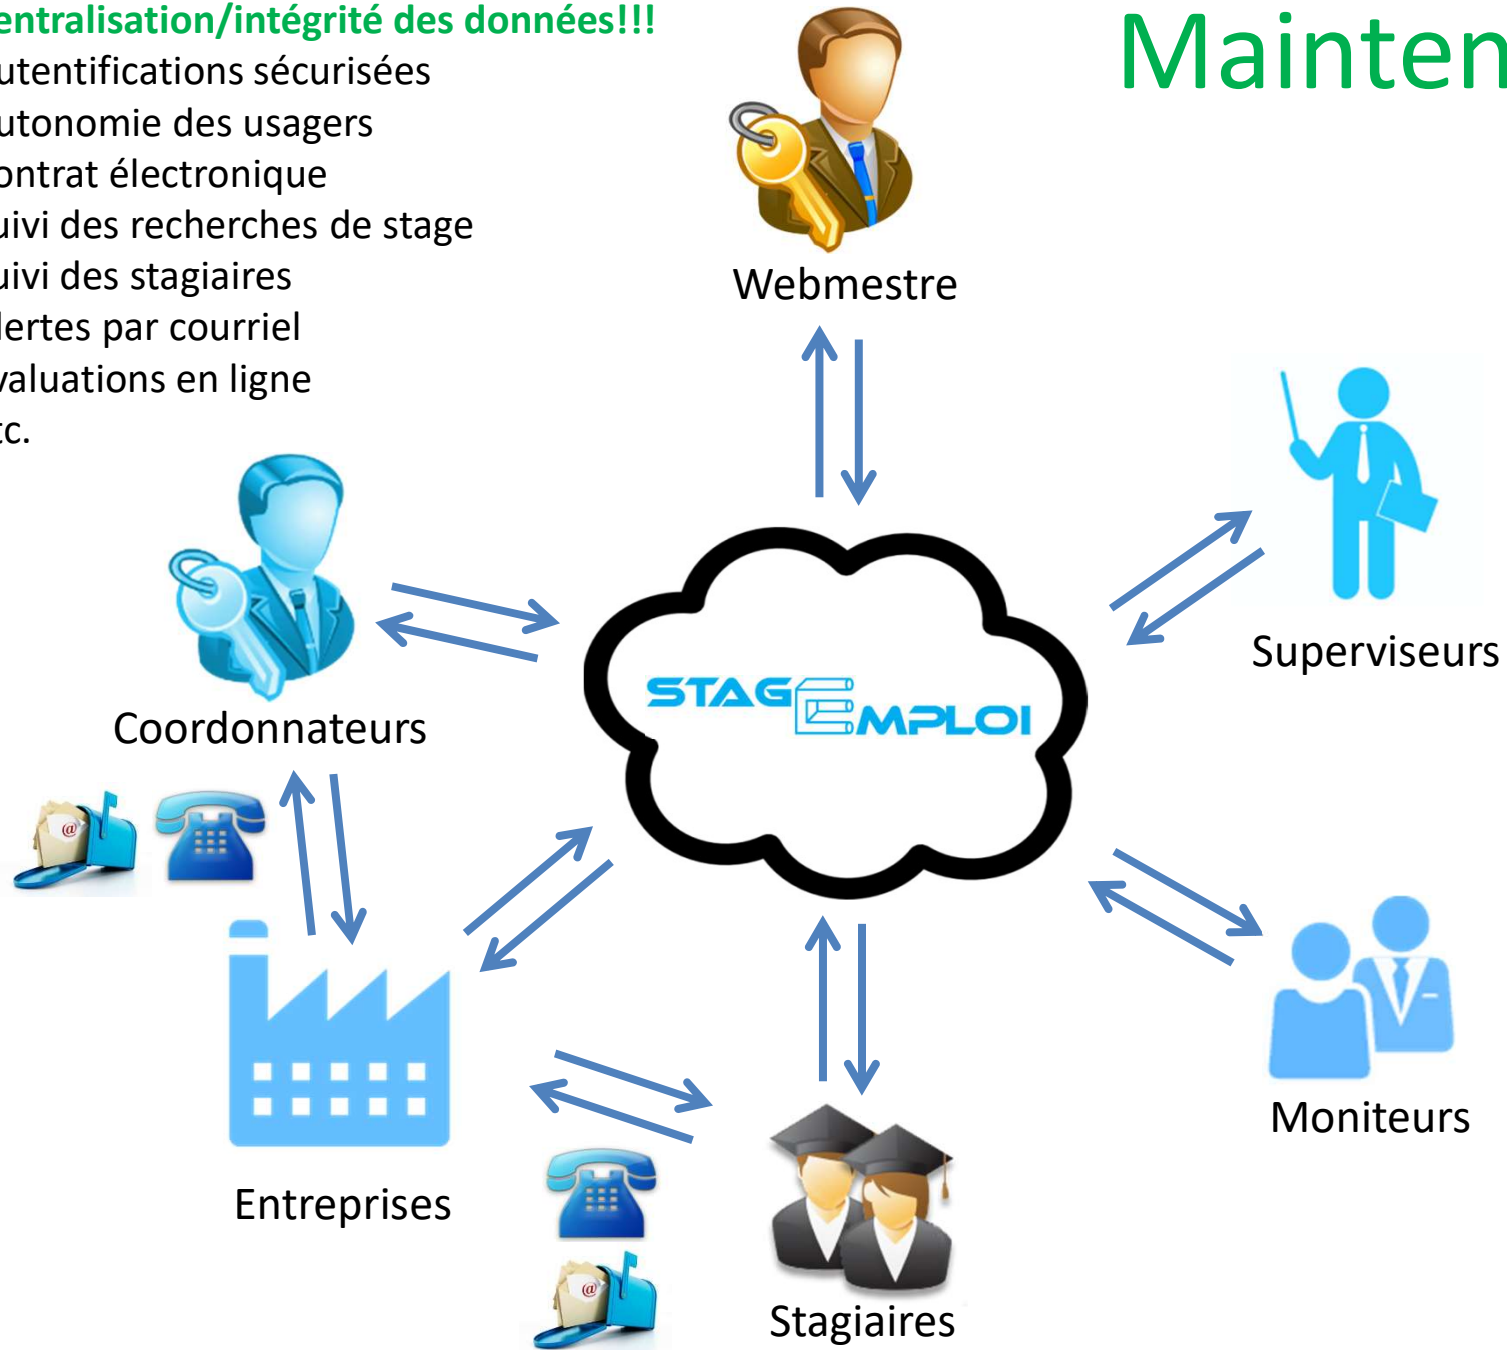 entralisation/intégrité des données!!!
Mainten
utentifications sécurisées
utonomie des usagers
ontrat électronique
uivi des recherches de stage
uivi des stagiaires
lertes par courriel
valuations en ligne
tc.
Webmestre
Superviseurs
STAGEMPLOI
Coordonnateurs
@
Moniteurs
Entreprises
@
Stagiaires